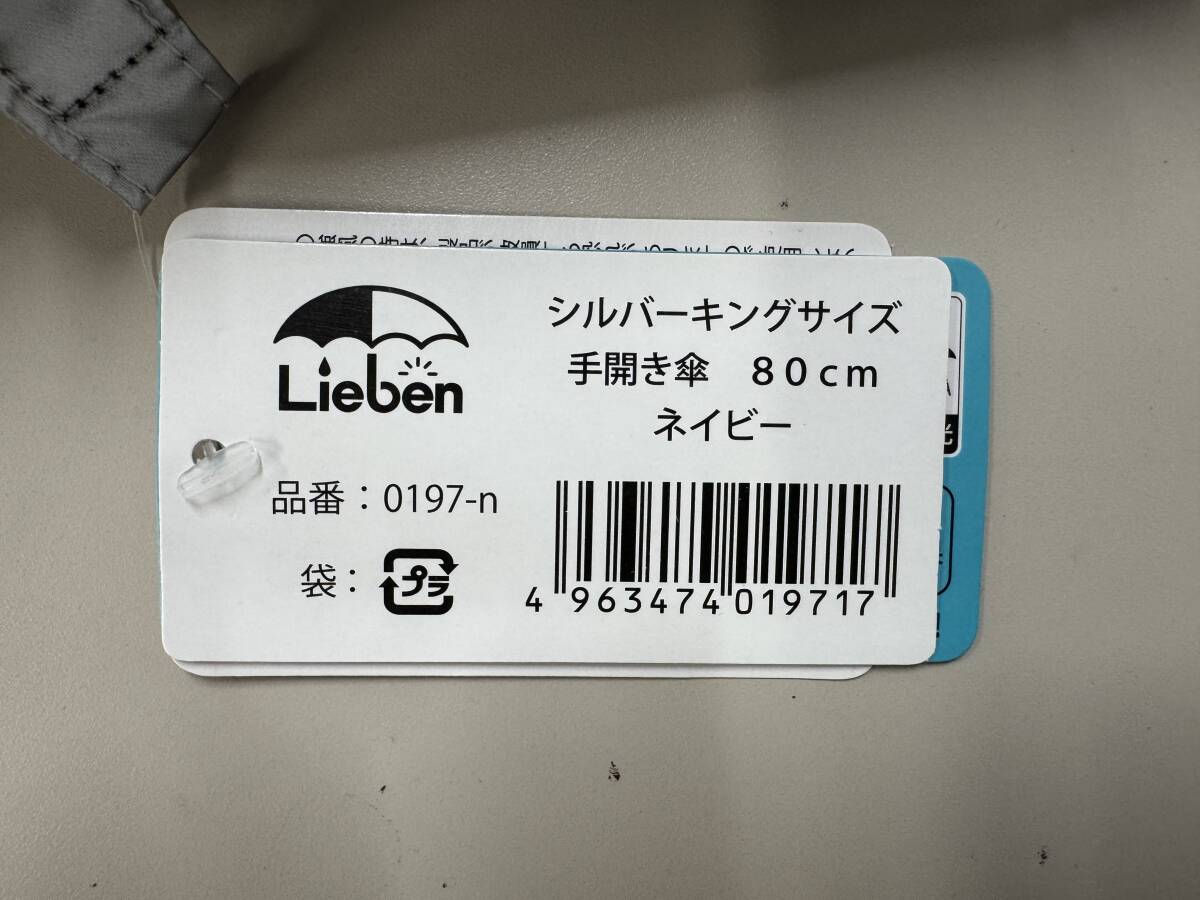 Lieben
シルバーキングサイズ
手開き傘　８０ｃｍ
ネイビー
品番：0197-n
袋：プラ
4 963474 019717
光
!